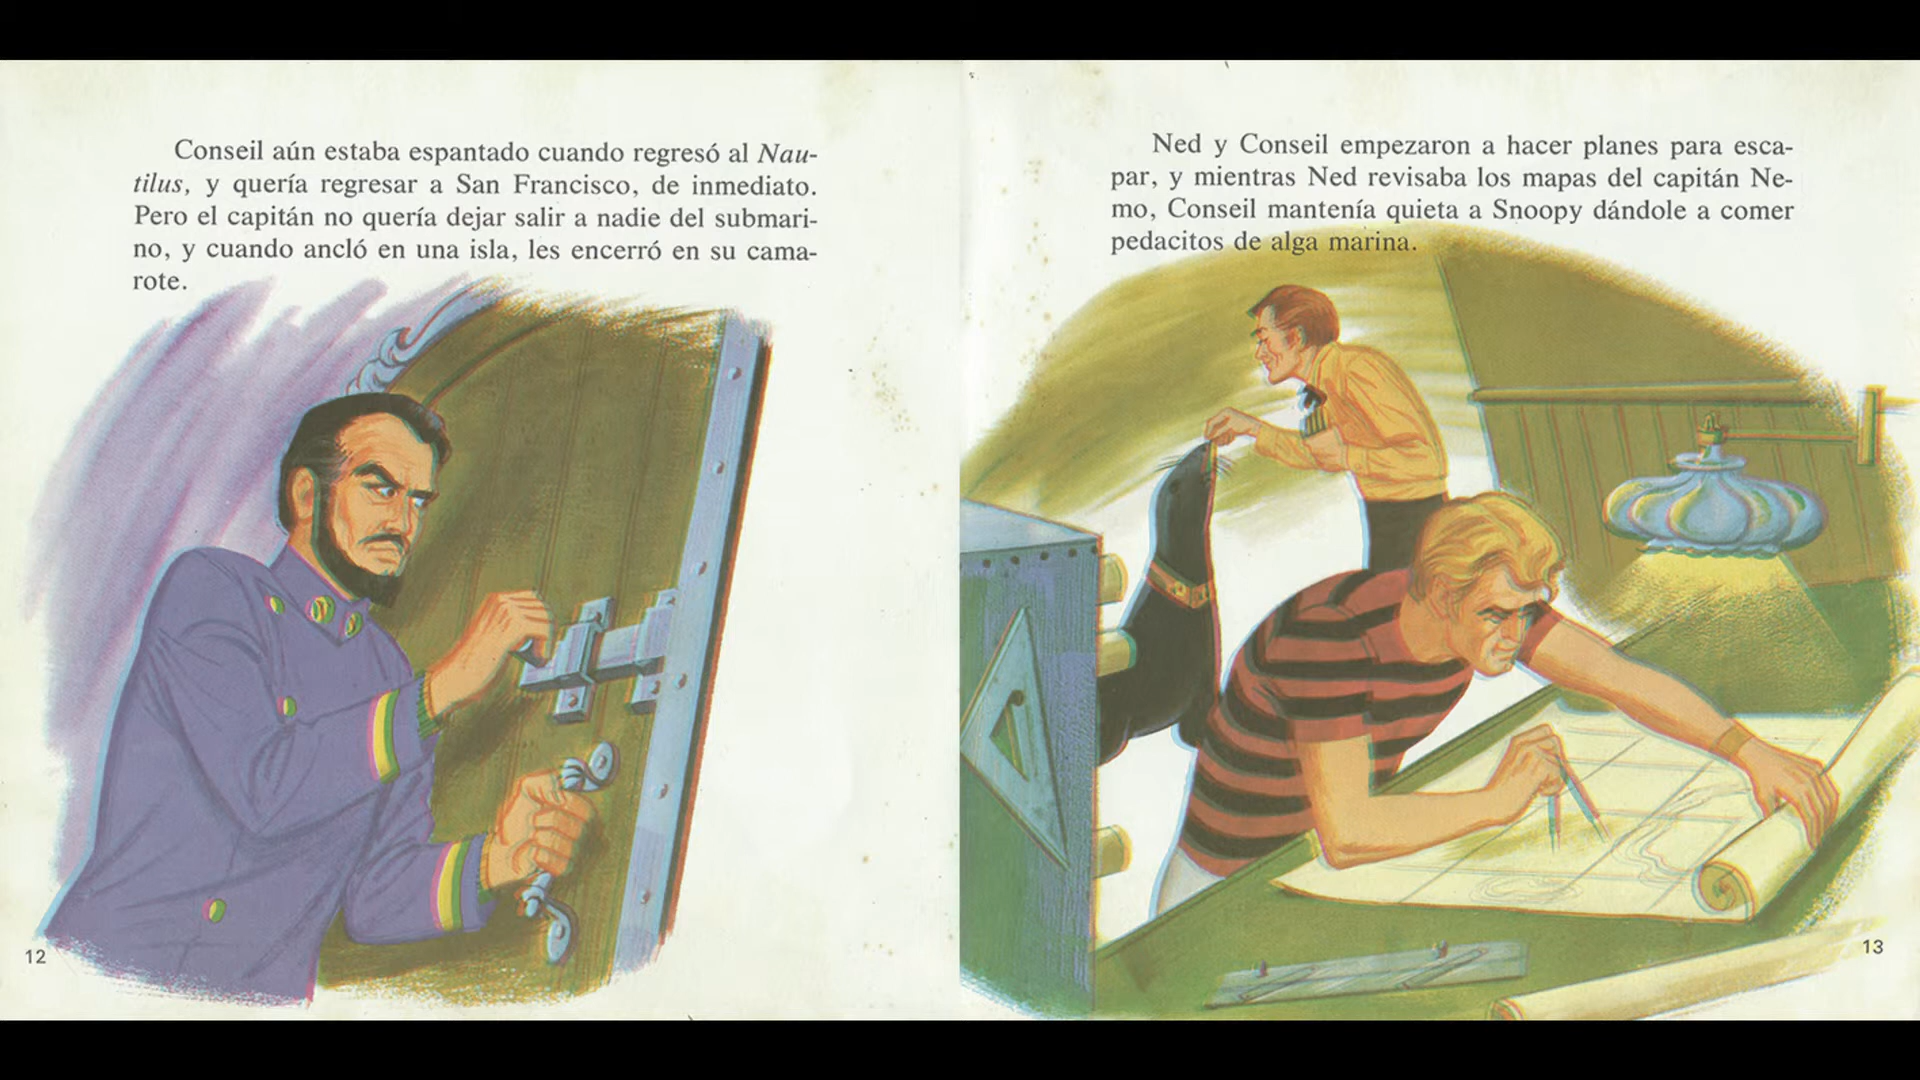 Conseil aún estaba espantado cuando regresó al Nau-
tilus, y quería regresar a San Francisco, de inmediato.
Pero el capitán no quería dejar salir a nadie del submari-
no, y cuando ancló en una isla, les encerró en su cama-
rote.
12
Ned y Conseil empezaron a hacer planes para esca-
par, y mientras Ned revisaba los mapas del capitán Ne-
mo, Conseil mantenía quieta a Snoopy dándole a comer
pedacitos de alga marina.
13